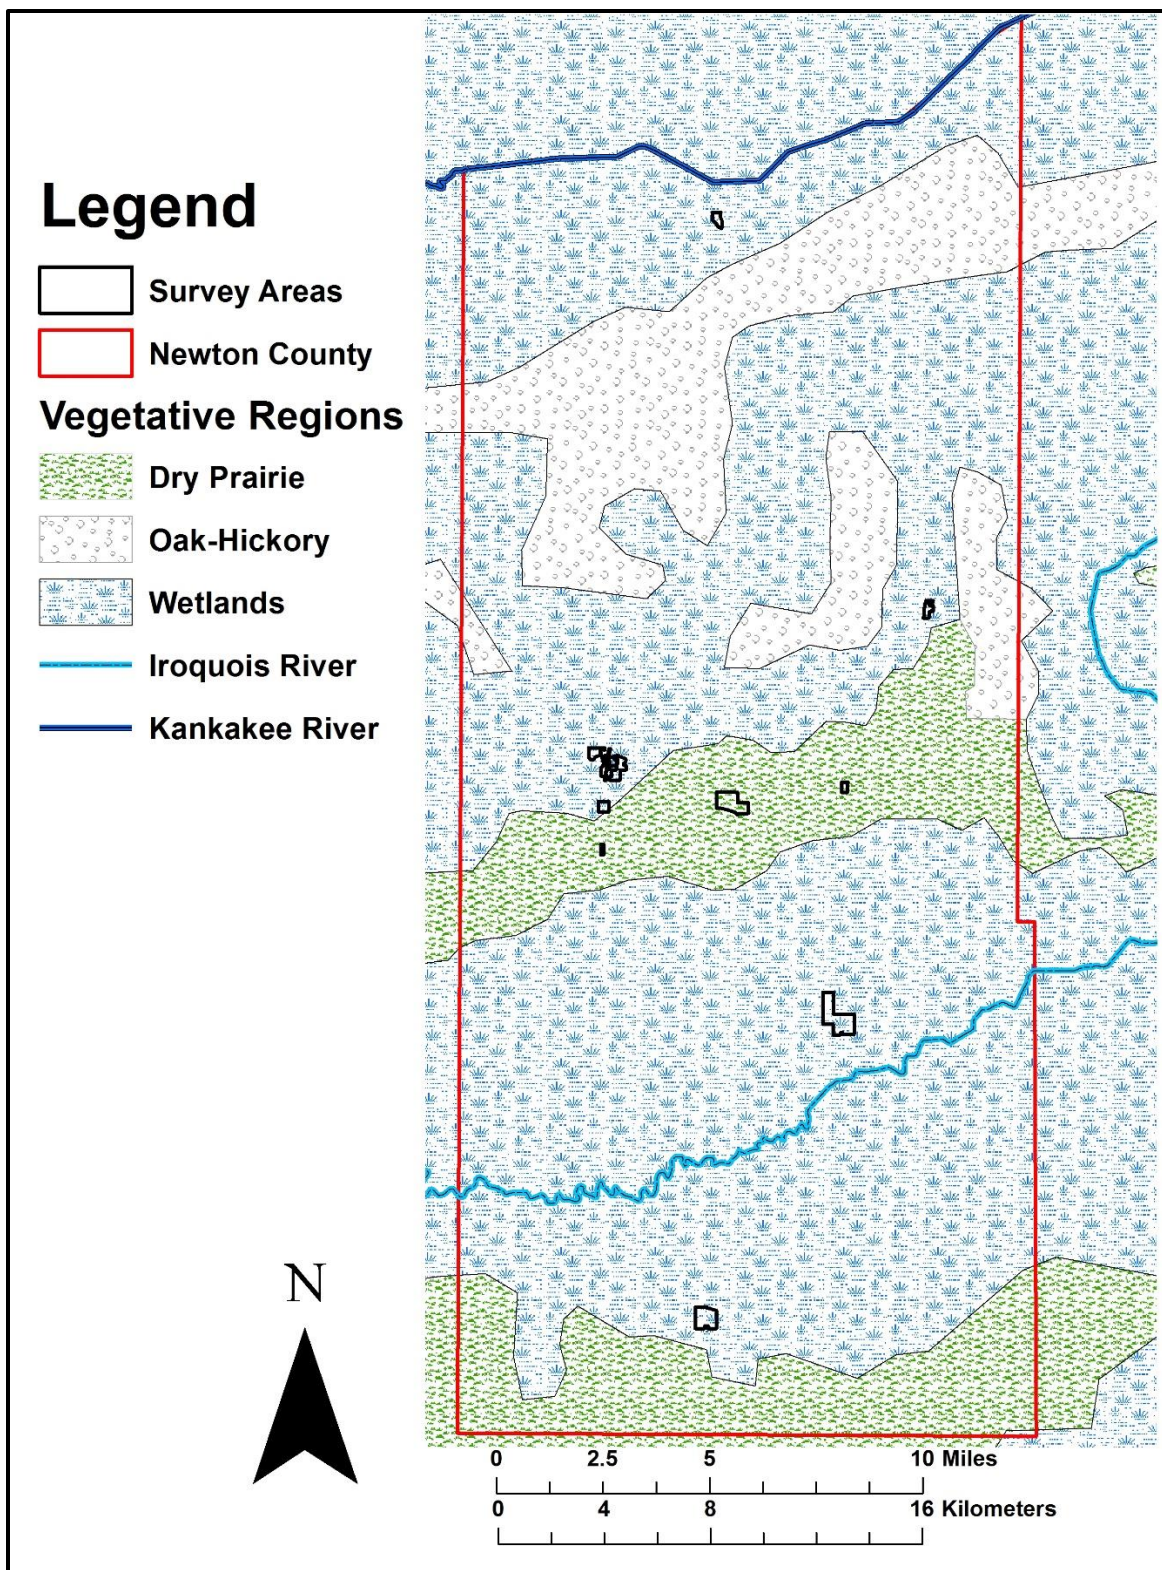 Legend
Survey Areas
Newton County
Vegetative Regions
Dry Prairie
Oak-Hickory
Wetlands
Iroquois River
Kankakee River
N
0 2.5 5 10 Miles
0 4 8 16 Kilometers